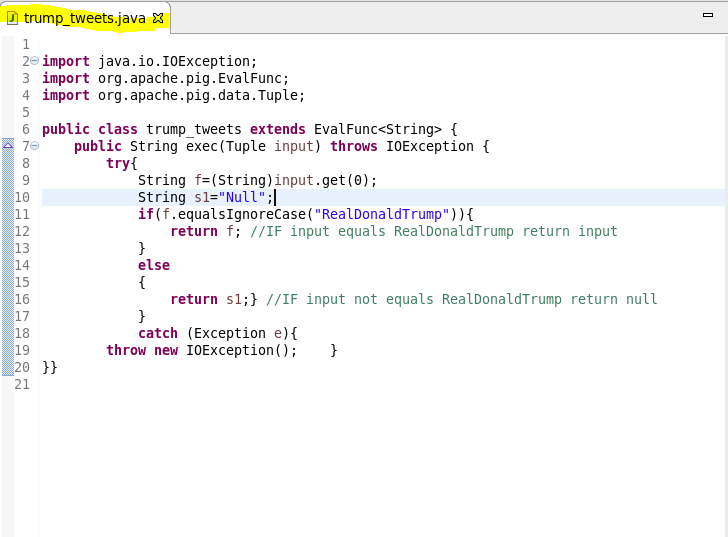 trump_tweets.java
1
2 import java.io.IOException;
3 import org.apache.pig.EvalFunc;
4 import org.apache.pig.data.Tuple;
5
6 public class trump_tweets extends EvalFunc<String> {
7     public String exec(Tuple input) throws IOException {
8         try{
9             String f=(String)input.get(0);
10             String s1="Null";
11             if(f.equalsIgnoreCase("RealDonaldTrump")){
12                 return f; //IF input equals RealDonaldTrump return input
13             }
14             else
15             {
16                 return s1;} //IF input not equals RealDonaldTrump return null
17             }
18             catch (Exception e){
19         throw new IOException();    }
20 }}
21